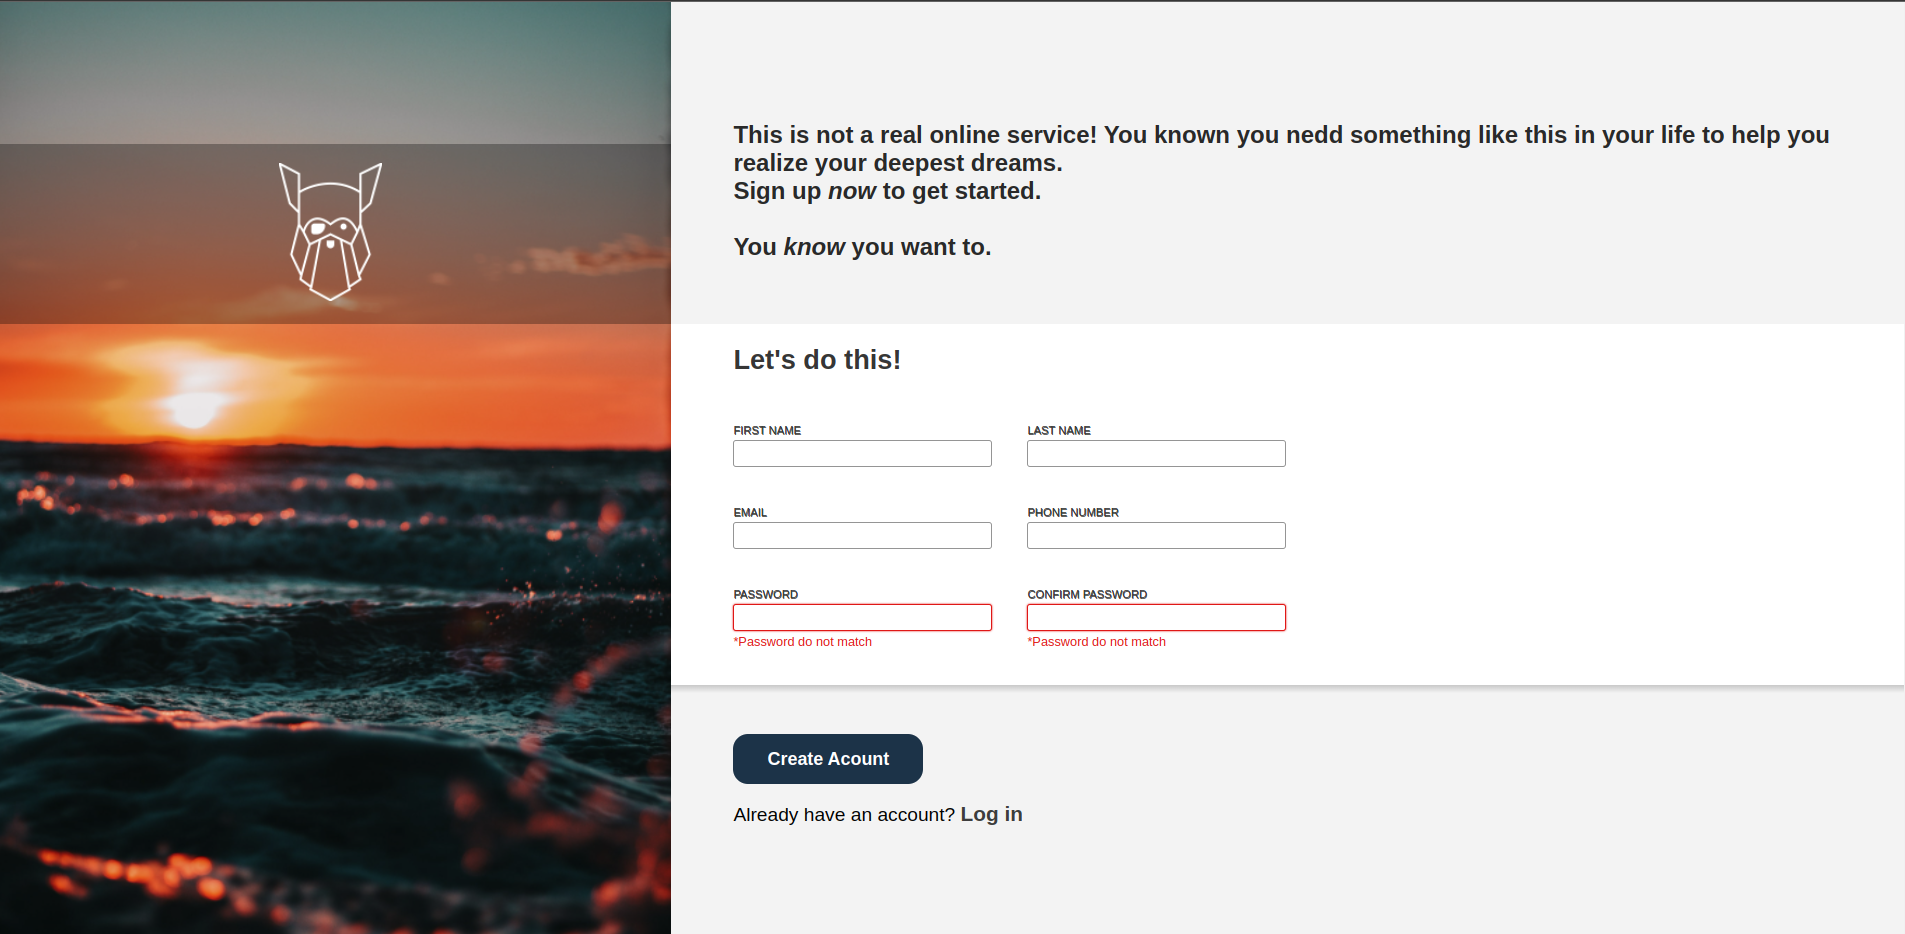 This is not a real online service! You known you nedd something like this in your life to help you
realize your deepest dreams.
Sign up now to get started.
You know you want to.
Let's do this!
FIRST NAME
LAST NAME
EMAIL
PHONE NUMBER
PASSWORD
CONFIRM PASSWORD
*Password do not match
*Password do not match
Create Acount
Already have an account? Log in